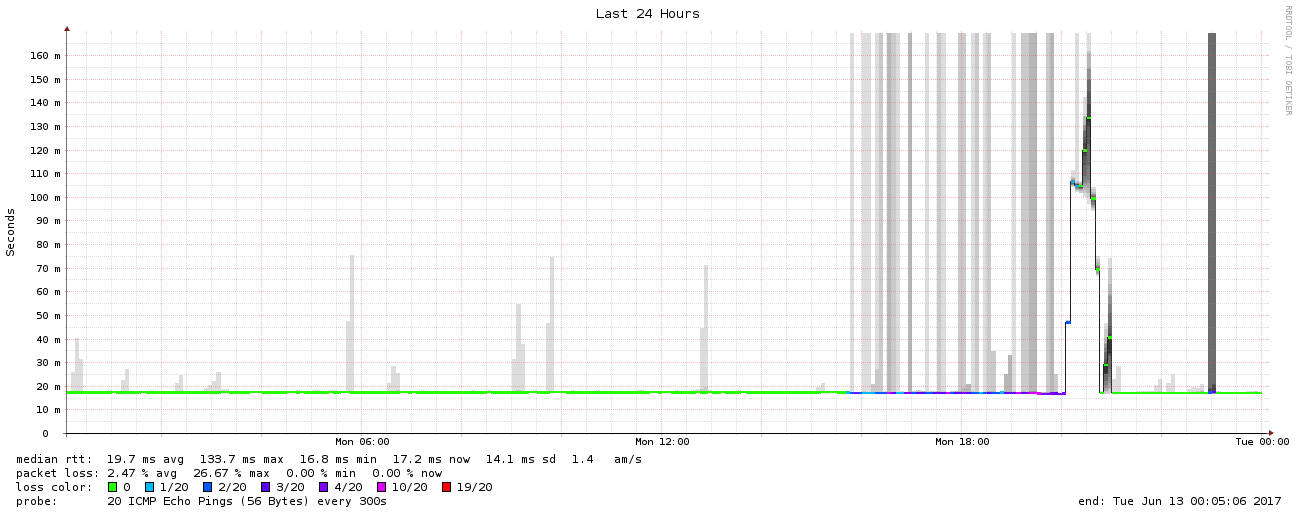 Last 24 Hours
RRDTOOL / TOBI OETIKER
Seconds
160 m
150 m
140 m
130 m
120 m
110 m
100 m
90 m
80 m
70 m
60 m
50 m
40 m
30 m
20 m
10 m
0
Mon 06:00 Mon 12:00 Mon 18:00 Tue 00:00
median rtt: 19.7 ms avg 133.7 ms max 16.8 ms min 17.2 ms now 14.1 ms sd 1.4 am/s
packet loss: 2.47 % avg 26.67 % max 0.00 % min 0.00 % now
loss color: 0 1/20 2/20 3/20 4/20 10/20 19/20
probe: 20 ICMP Echo Pings (56 Bytes) every 300s end: Tue Jun 13 00:05:06 2017